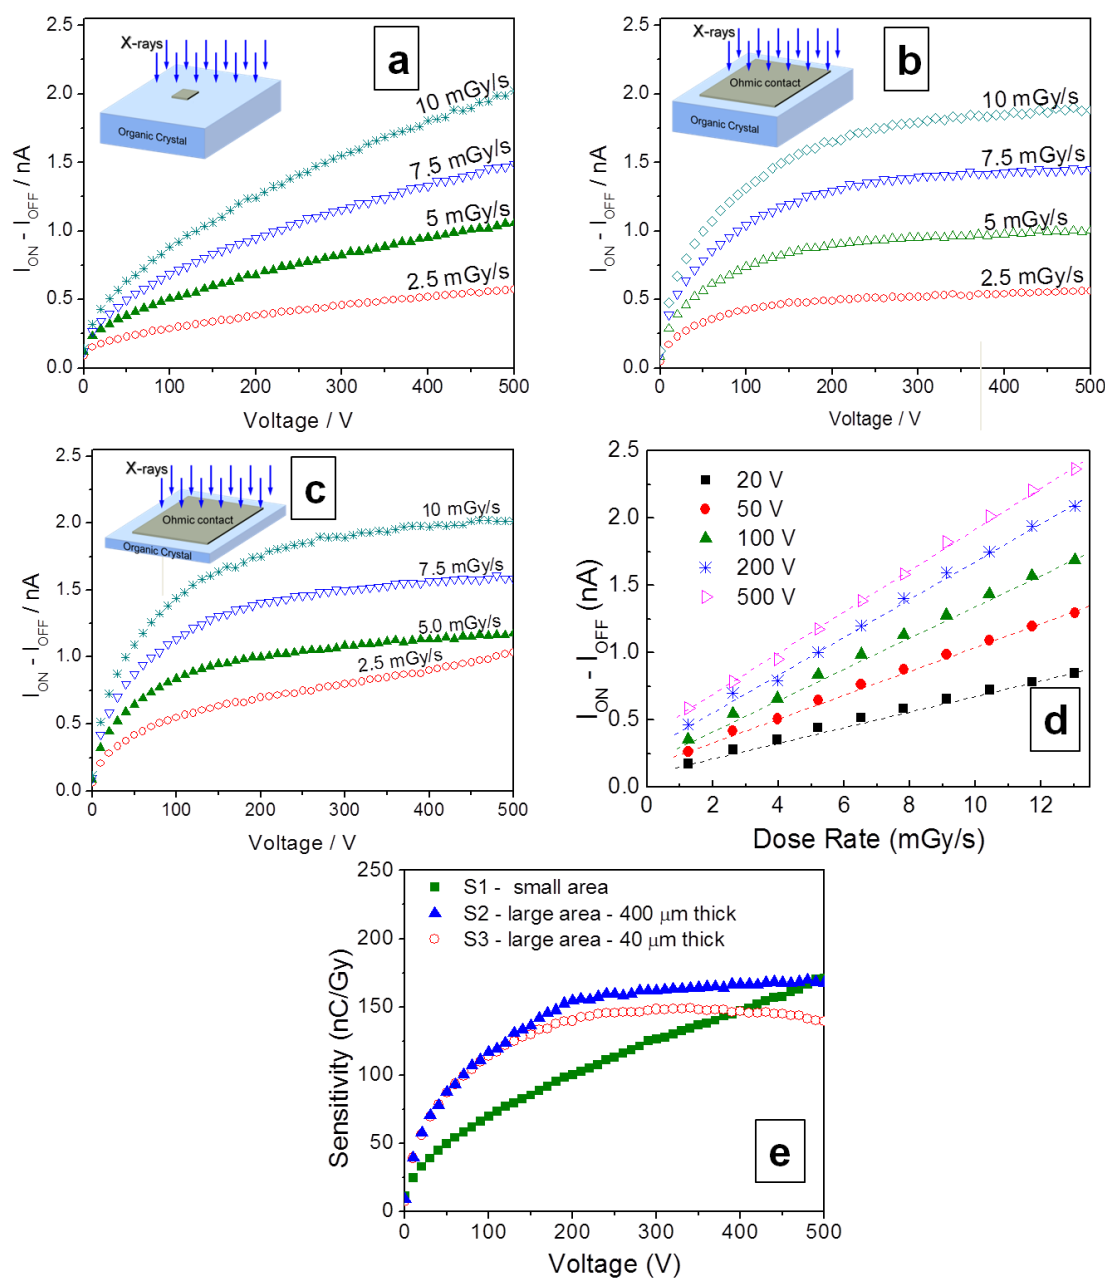 a
X-rays
Organic Crystal
10 mGy/s
7.5 mGy/s
5 mGy/s
2.5 mGy/s
I_ON - I_OFF / nA
2.5
2.0
1.5
1.0
0.5
0.0
0 100 200 300 400 500
Voltage / V
b
X-rays
Ohmic contact
Organic Crystal
10 mGy/s
7.5 mGy/s
5 mGy/s
2.5 mGy/s
I_ON - I_OFF / nA
2.5
2.0
1.5
1.0
0.5
0.0
0 100 200 300 400 500
Voltage / V
c
X-rays
Ohmic contact
Organic Crystal
10 mGy/s
7.5 mGy/s
5.0 mGy/s
2.5 mGy/s
I_ON - I_OFF / nA
2.5
2.0
1.5
1.0
0.5
0.0
0 100 200 300 400 500
Voltage / V
20 V
50 V
100 V
200 V
500 V
d
I_ON - I_OFF (nA)
2.5
2.0
1.5
1.0
0.5
0.0
0 2 4 6 8 10 12
Dose Rate (mGy/s)
S1 - small area
S2 - large area - 400 μm thick
S3 - large area - 40 μm thick
e
Sensitivity (nC/Gy)
250
200
150
100
50
0
0 100 200 300 400 500
Voltage (V)